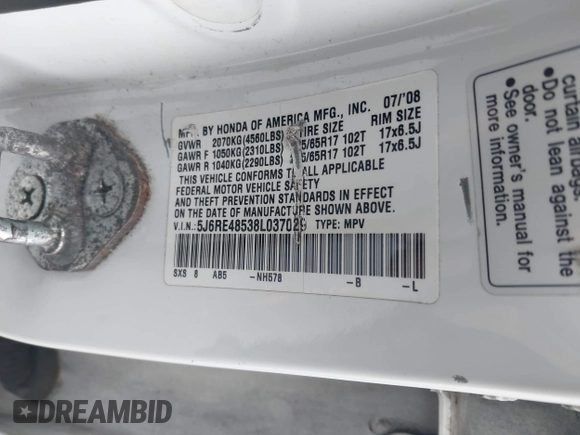 MFD. BY HONDA OF AMERICA MFG., INC. 07/'08
GVWR 2070KG(4560LBS) TIRE SIZE RIM SIZE
GAWR F 1050KG(2310LBS) 5/65R17 102T 17x6.5J
GAWR R 1040KG(2290LBS) 5/65R17 102T 17x6.5J
THIS VEHICLE CONFORMS TO ALL APPLICABLE
FEDERAL MOTOR VEHICLE SAFETY
AND THEFT PREVENTION STANDARDS IN EFFECT
ON THE DATE OF MANUFACTURE SHOWN ABOVE.
V.I.N.: 5J6RE48538L037029 TYPE: MPV
SXS 8 AB5 -NH578 -B -L
curtain airbags.
• Do not lean against the
door.
• See owner's manual for
more information.
DREAMBID